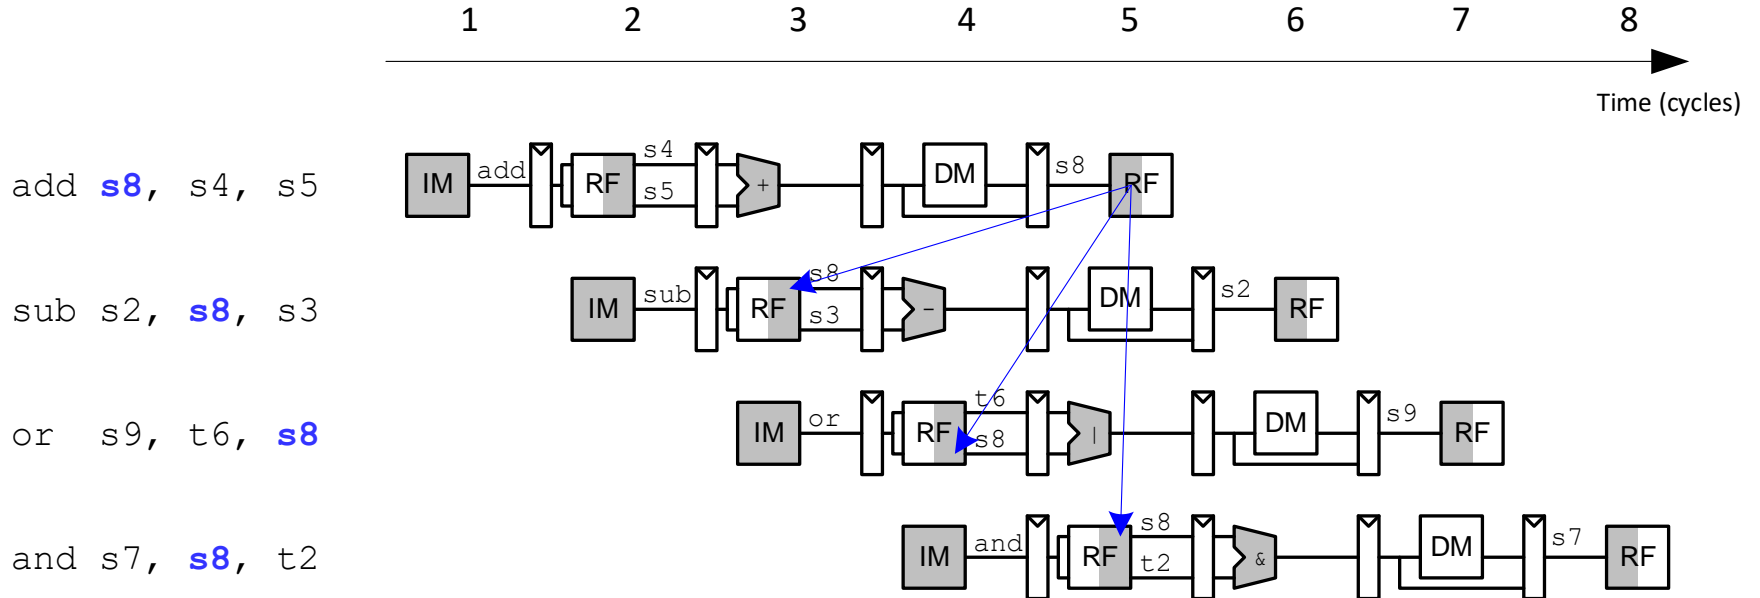 1 2 3 4 5 6 7 8
Time (cycles)
add s8, s4, s5 IM add RF s4 s5 + DM s8 RF
sub s2, s8, s3 IM sub RF s8 s3 - DM s2 RF
or s9, t6, s8 IM or RF t6 s8 | DM s9 RF
and s7, s8, t2 IM and RF s8 t2 & DM s7 RF